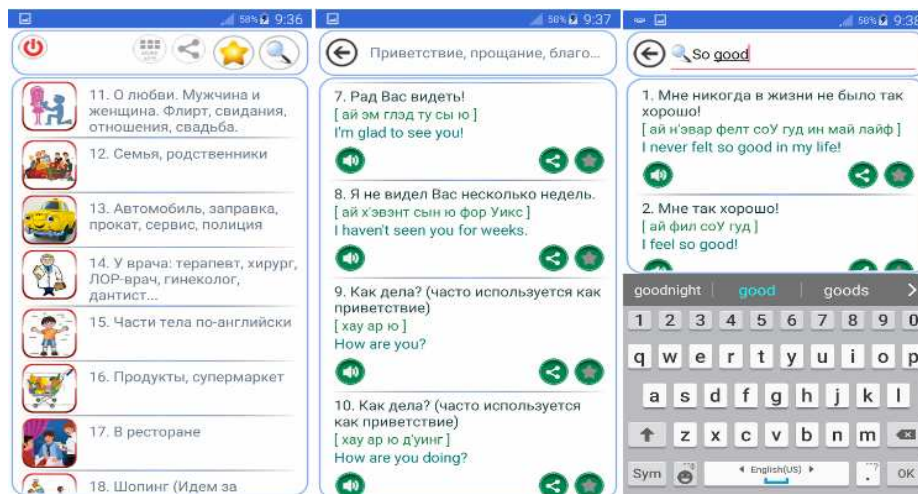 58% 9:36
11. О любви. Мужчина и
женщина. Флирт, свидания,
отношения, свадьба.
12. Семья, родственники
13. Автомобиль, заправка,
прокат, сервис, полиция
14. У врача: терапевт, хирург,
ЛОР-врач, гинеколог,
дантист...
15. Части тела по-английски
16. Продукты, супермаркет
17. В ресторане
18. Шопинг (Идем за
58% 9:37
Приветствие, прощание, благо...
7. Рад Вас видеть!
[ ай эм глэд ту сы ю ]
I'm glad to see you!
8. Я не видел Вас несколько недель.
[ ай х'эвэнт сын ю фор Уикс ]
I haven't seen you for weeks.
9. Как дела? (часто используется как
приветствие)
[ хау ар ю ]
How are you?
10. Как дела? (часто используется
как приветствие)
[ хау ар ю д'уинг ]
How are you doing?
58% 9:38
So good
1. Мне никогда в жизни не было так
хорошо!
[ ай н'эвар фелт соУ гуд ин май лайф ]
I never felt so good in my life!
2. Мне так хорошо!
[ ай фил соУ гуд ]
I feel so good!
goodnight good goods
1 2 3 4 5 6 7 8 9 0
q w e r t y u i o p
a s d f g h j k l
z x c v b n m
Sym English(US) . OK